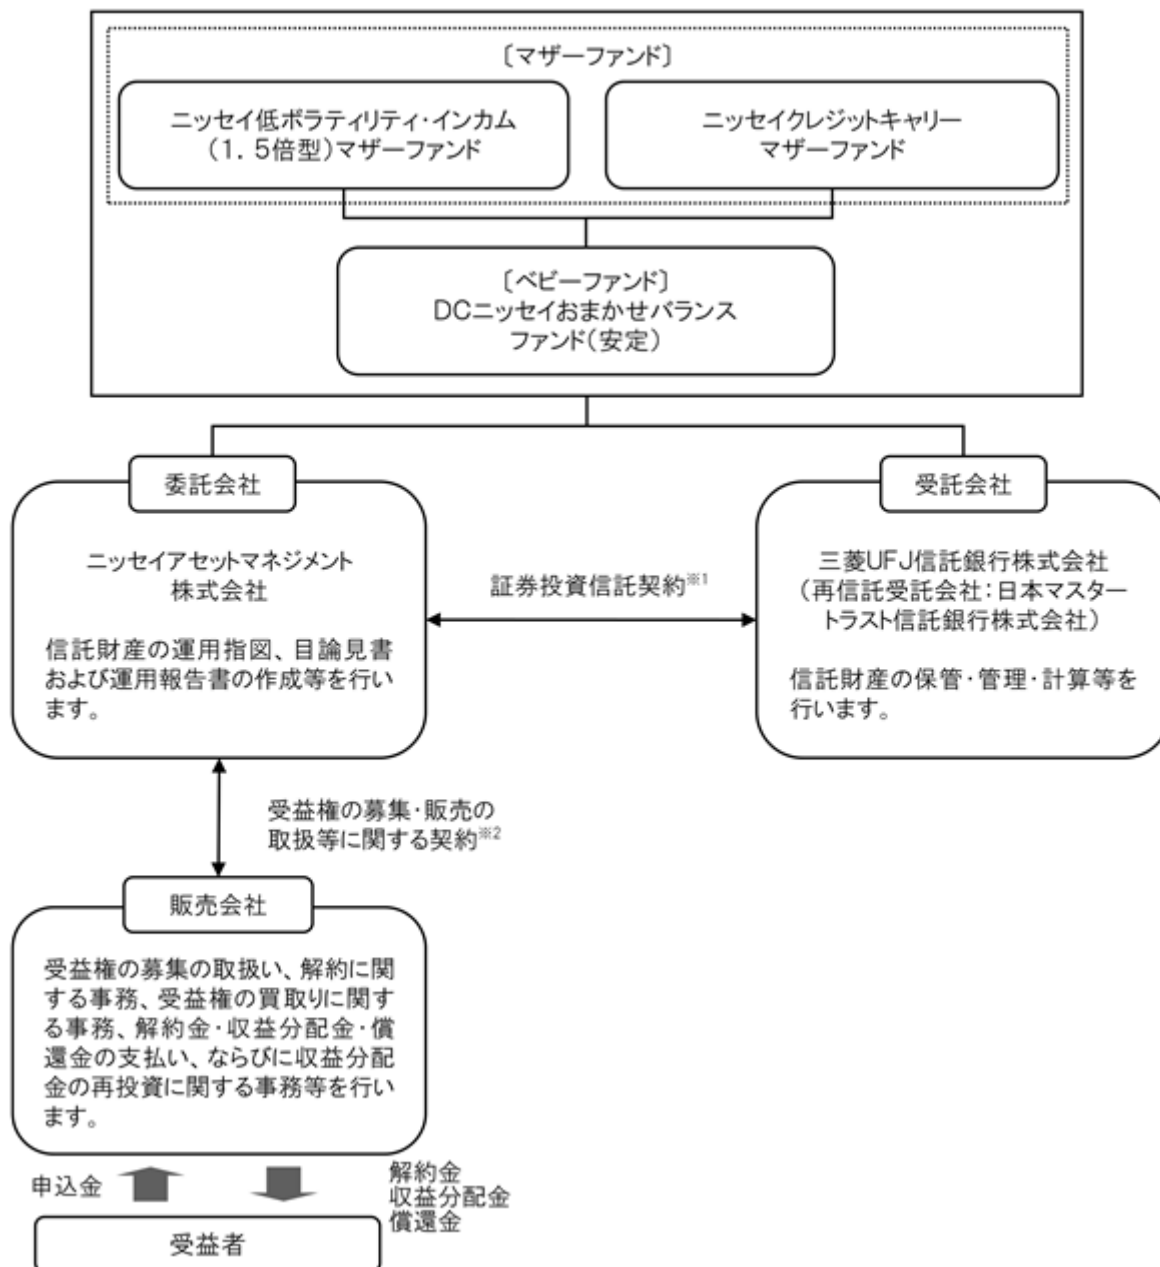 〔マザーファンド〕
ニッセイ低ボラティリティ・インカム
（１．５倍型）マザーファンド
ニッセイクレジットキャリー
マザーファンド
〔ベビーファンド〕
ＤＣニッセイおまかせバランス
ファンド（安定）
委託会社
ニッセイアセットマネジメント
株式会社
信託財産の運用指図、目論見書
および運用報告書の作成等を行い
ます。
証券投資信託契約※1
受託会社
三菱ＵＦＪ信託銀行株式会社
（再信託受託会社：日本マスター
トラスト信託銀行株式会社）
信託財産の保管・管理・計算等を
行います。
受益権の募集・販売の
取扱等に関する契約※2
販売会社
受益権の募集の取扱い、解約に関
する事務、受益権の買取りに関す
る事務、解約金・収益分配金・償
還金の支払い、ならびに収益分配
金の再投資に関する事務等を行い
ます。
申込金
解約金
収益分配金
償還金
受益者